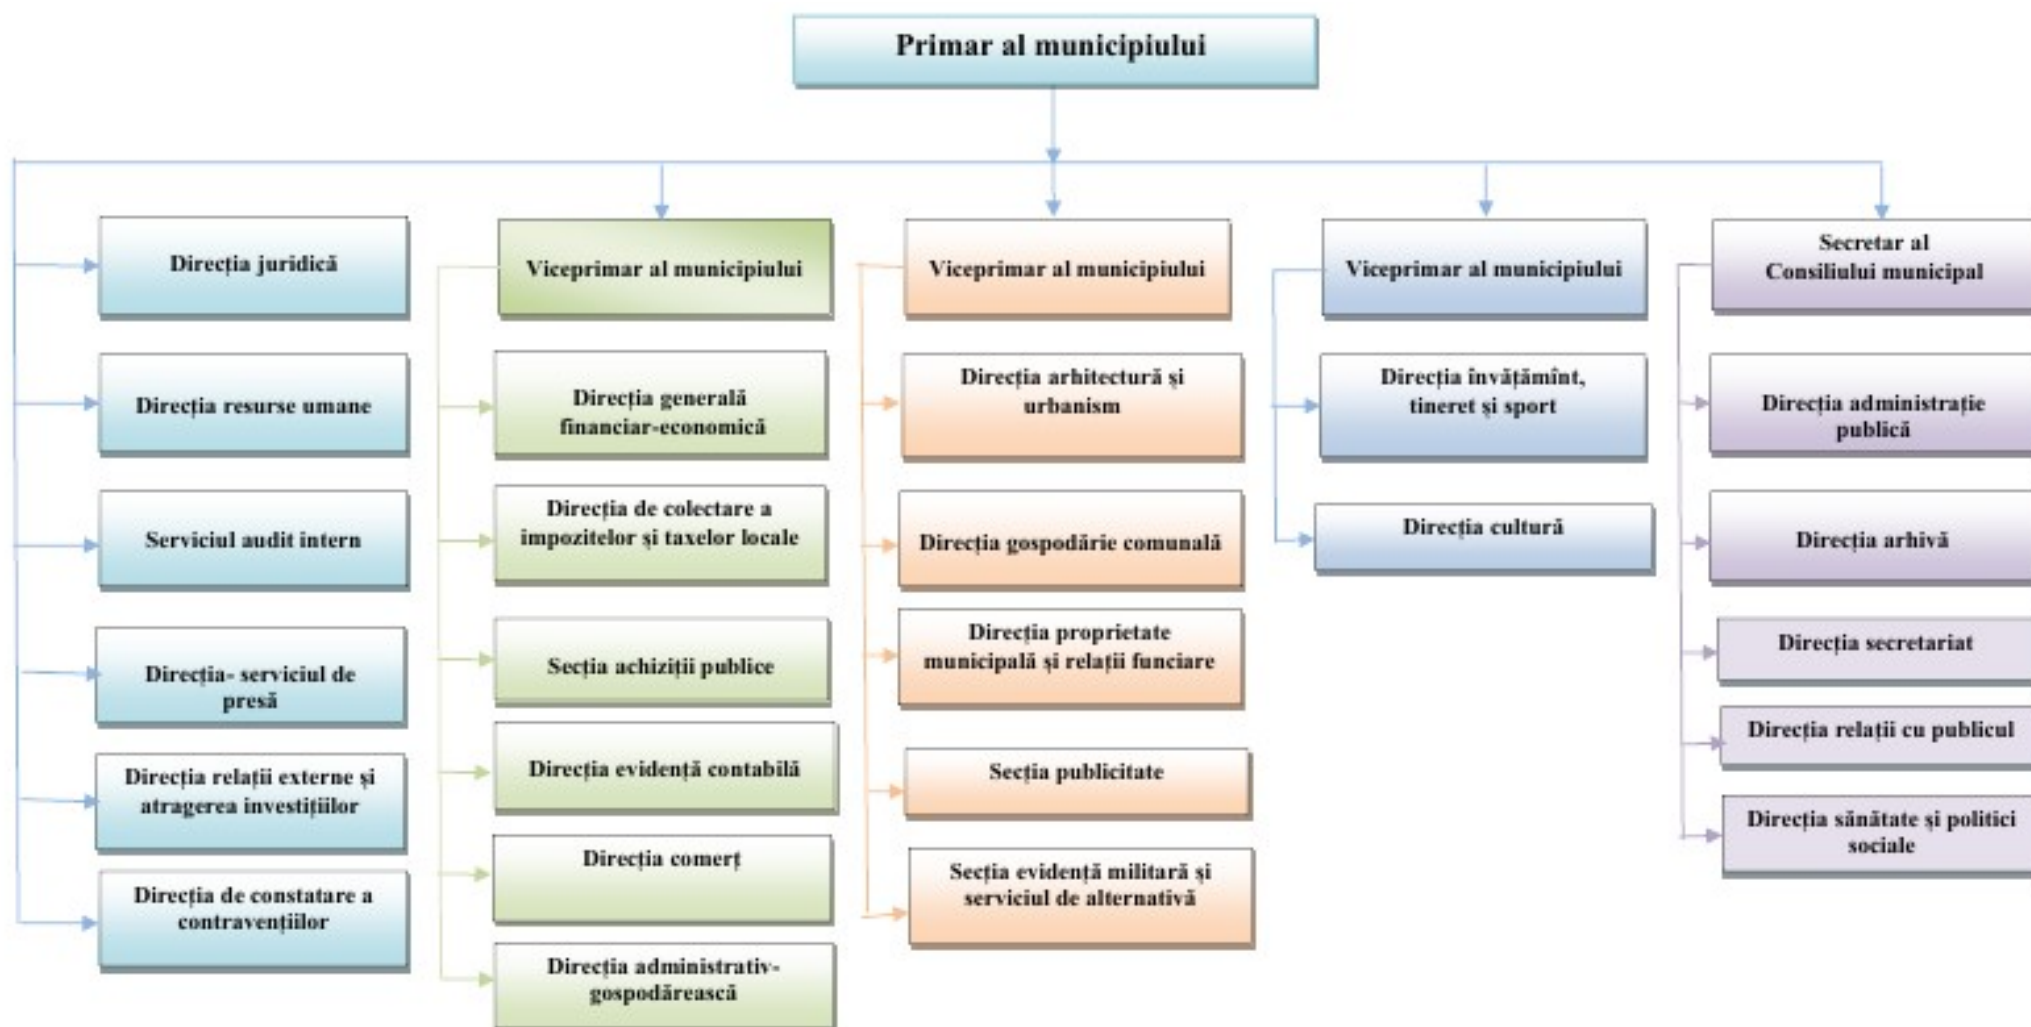 Primar al municipiului
Direcția juridică
Direcția resurse umane
Serviciul audit intern
Direcția- serviciul de
presă
Direcția relații externe și
atragerea investițiilor
Direcția de constatare a
contravențiilor
Viceprimar al municipiului
Direcția generală
financiar-economică
Direcția de colectare a
impozitelor și taxelor locale
Secția achiziții publice
Direcția evidență contabilă
Direcția comerț
Direcția administrativ-
gospodărească
Viceprimar al municipiului
Direcția arhitectură și
urbanism
Direcția gospodărie comunală
Direcția proprietate
municipală și relații funciare
Secția publicitate
Secția evidență militară și
serviciul de alternativă
Viceprimar al municipiului
Direcția învățămînt,
tineret și sport
Direcția cultură
Secretar al
Consiliului municipal
Direcția administrație
publică
Direcția arhivă
Direcția secretariat
Direcția relații cu publicul
Direcția sănătate și politici
sociale